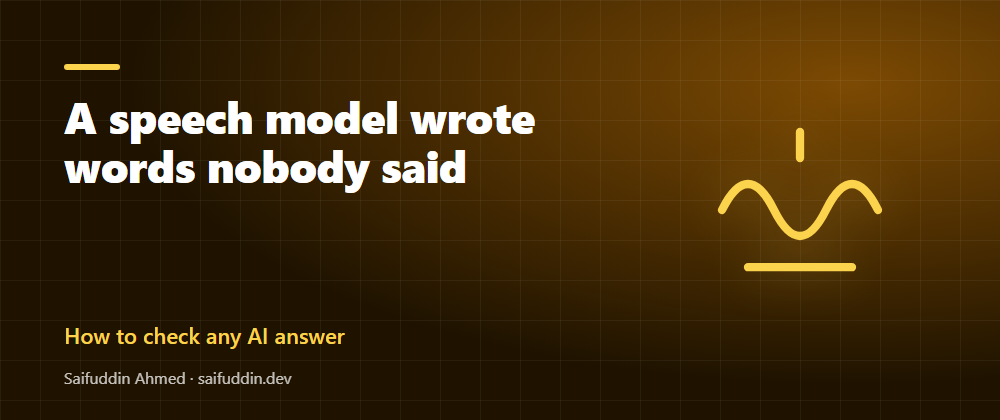 A speech model wrote
words nobody said
How to check any AI answer
Saifuddin Ahmed · saifuddin.dev